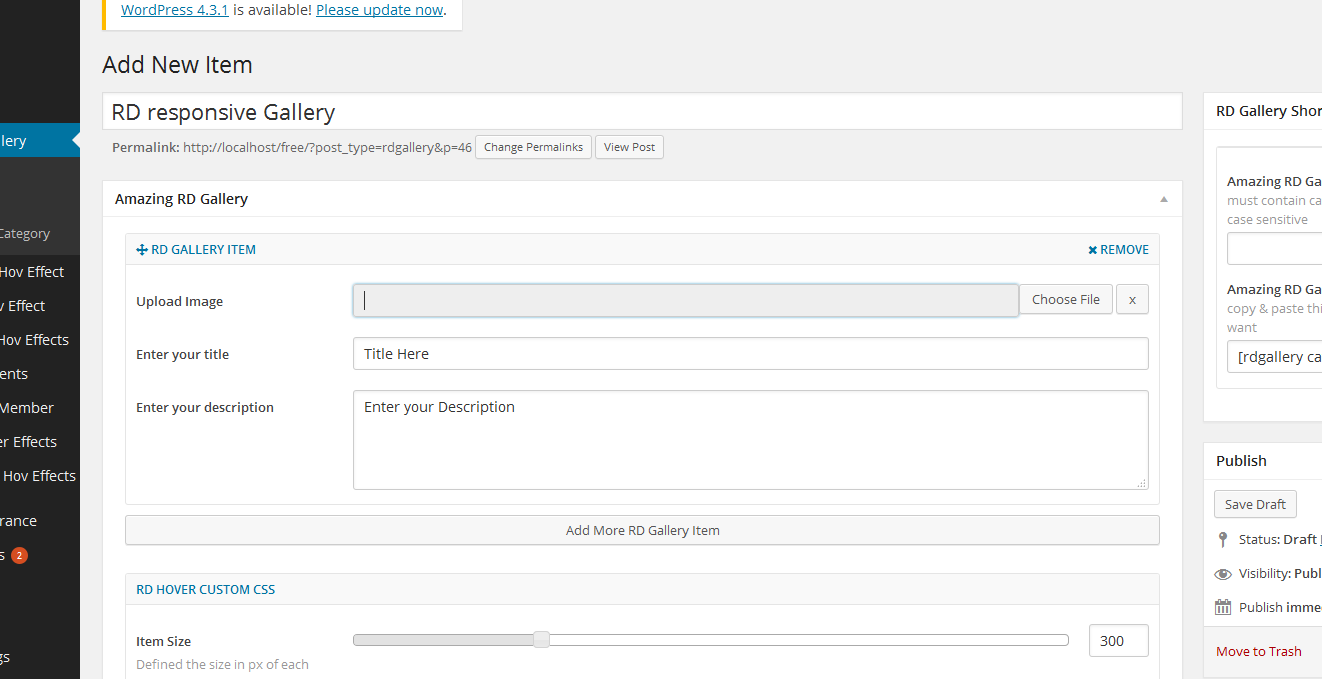 WordPress 4.3.1 is available! Please update now.
Add New Item
RD responsive Gallery
Permalink: http://localhost/free/?post_type=rdgallery&p=46 Change Permalinks View Post
Amazing RD Gallery
RD GALLERY ITEM REMOVE
Upload Image Choose File x
Enter your title Title Here
Enter your description Enter your Description
Add More RD Gallery Item
RD HOVER CUSTOM CSS
Item Size 300
Defined the size in px of each
lery
Category
Hov Effect
v Effect
Hov Effects
ents
Member
er Effects
Hov Effects
rance
s 2
gs
RD Gallery Shor
Amazing RD Ga
must contain ca
case sensitive
Amazing RD Ga
copy & paste thi
want
[rdgallery ca
Publish
Save Draft
Status: Draft
Visibility: Publ
Publish imme
Move to Trash